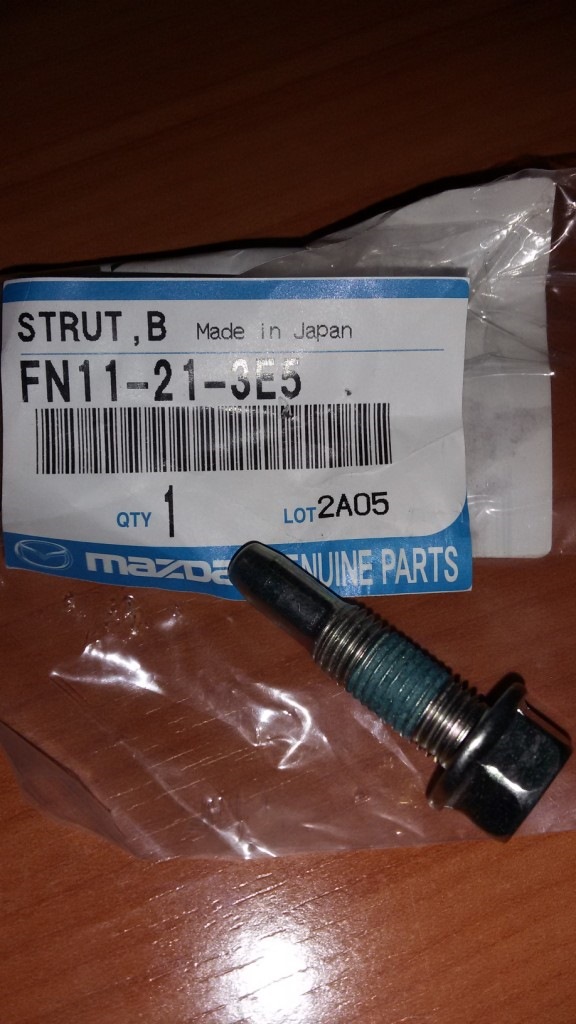 STRUT,B Made in Japan
FN11-21-3E5
QTY 1 LOT 2A05
mazda GENUINE PARTS